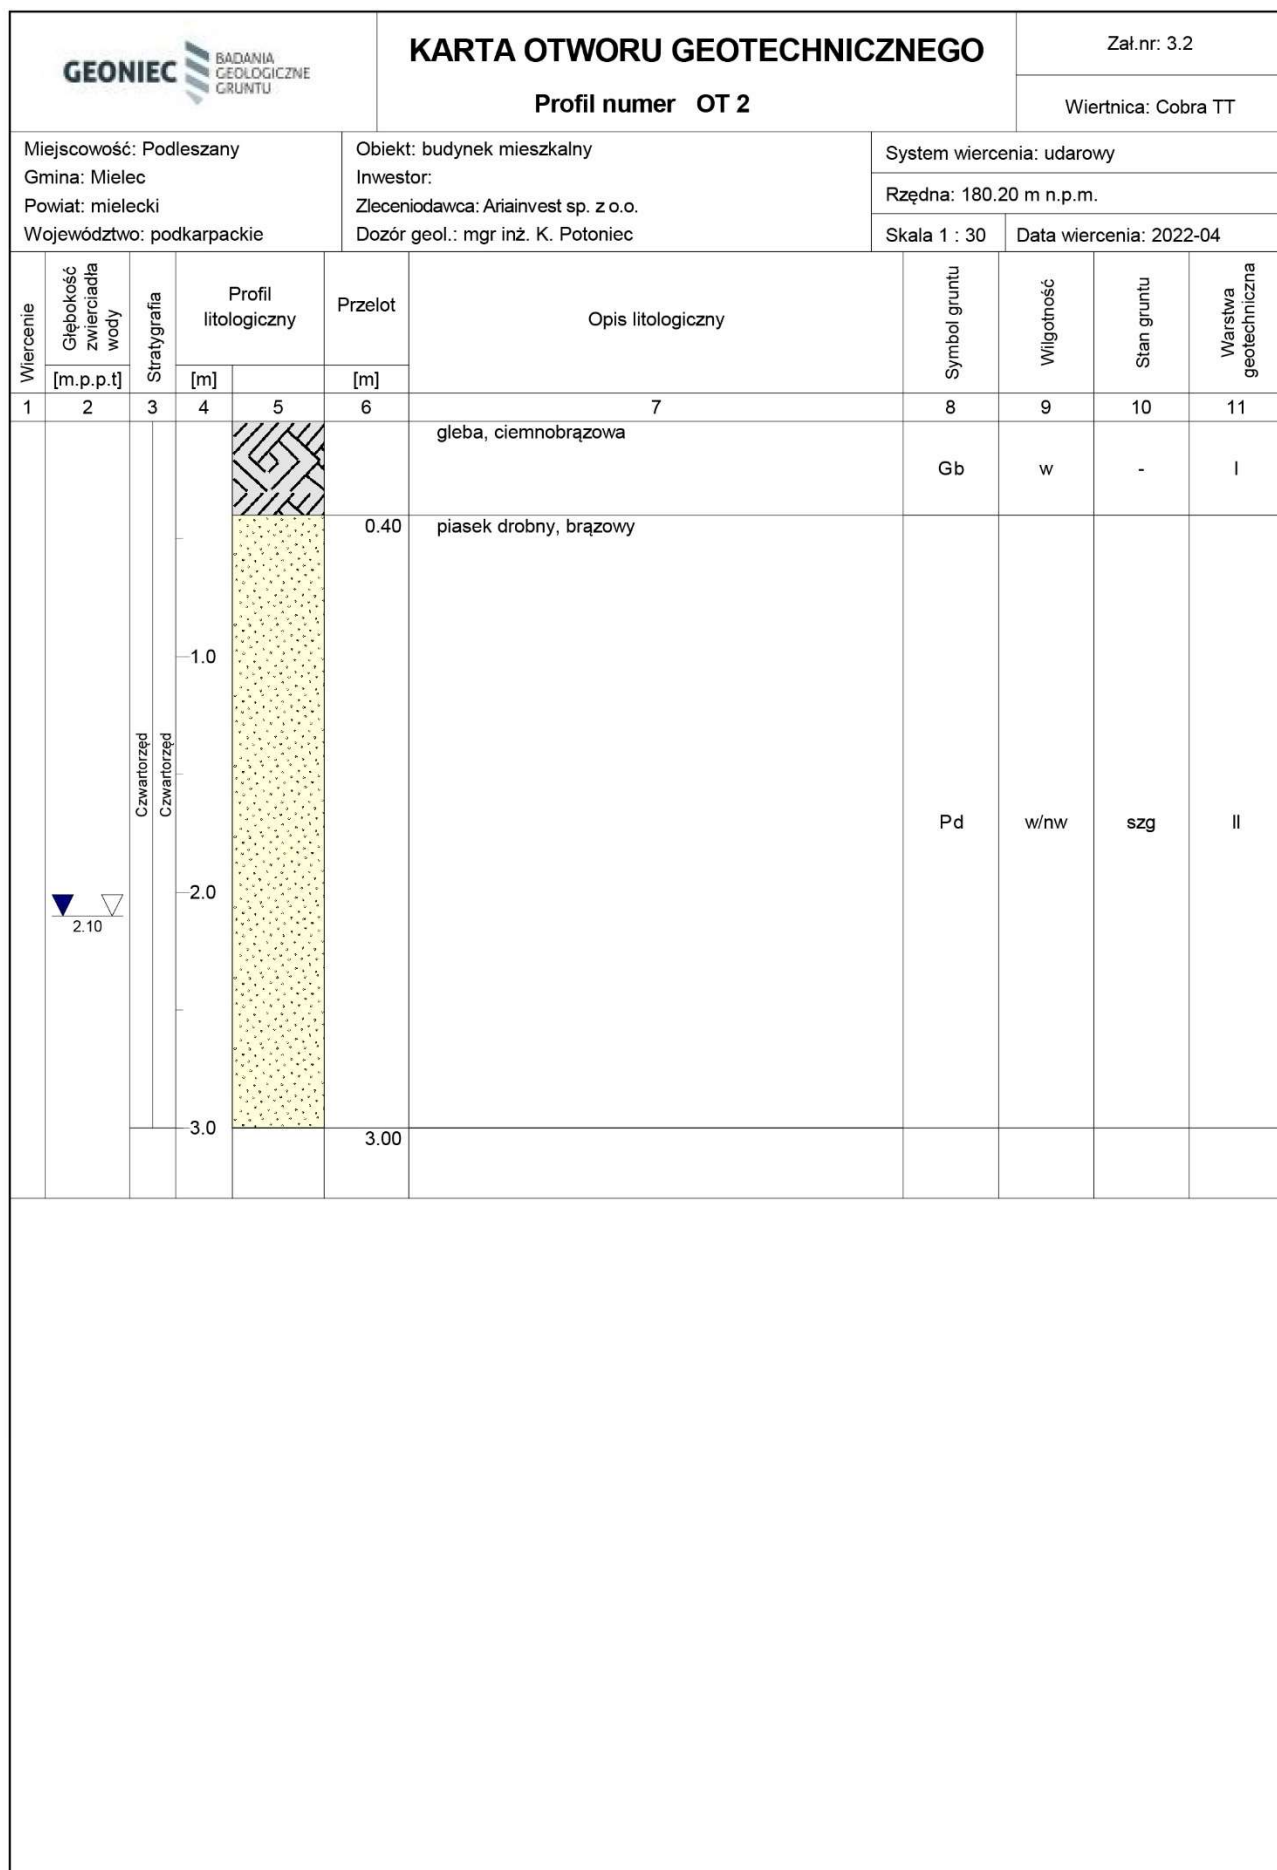 GEONIEC
BADANIA
GEOLOGICZNE
GRUNTU
KARTA OTWORU GEOTECHNICZNEGO
Profil numer OT 2
Zał.nr: 3.2
Wiertnica: Cobra TT
Miejscowość: Podleszany
Gmina: Mielec
Powiat: mielecki
Województwo: podkarpackie
Obiekt: budynek mieszkalny
Inwestor:
Zleceniodawca: Ariainvest sp. z o.o.
Dozór geol.: mgr inż. K. Potoniec
System wiercenia: udarowy
Rzędna: 180.20 m n.p.m.
Skala 1 : 30
Data wiercenia: 2022-04
Wiercenie
Głębokość
zwierciadła
wody
[m.p.p.t]
Stratygrafia
Profil
litologiczny
[m]
Przelot
[m]
Opis litologiczny
Symbol gruntu
Wilgotność
Stan gruntu
Warstwa
geotechniczna
1 2 3 4 5 6 7 8 9 10 11
gleba, ciemnobrązowa
Gb w - I
0.40 piasek drobny, brązowy
1.0
Czwartorzęd
Czwartorzęd
Pd w/nw szg II
2.0
2.10
3.0
3.00